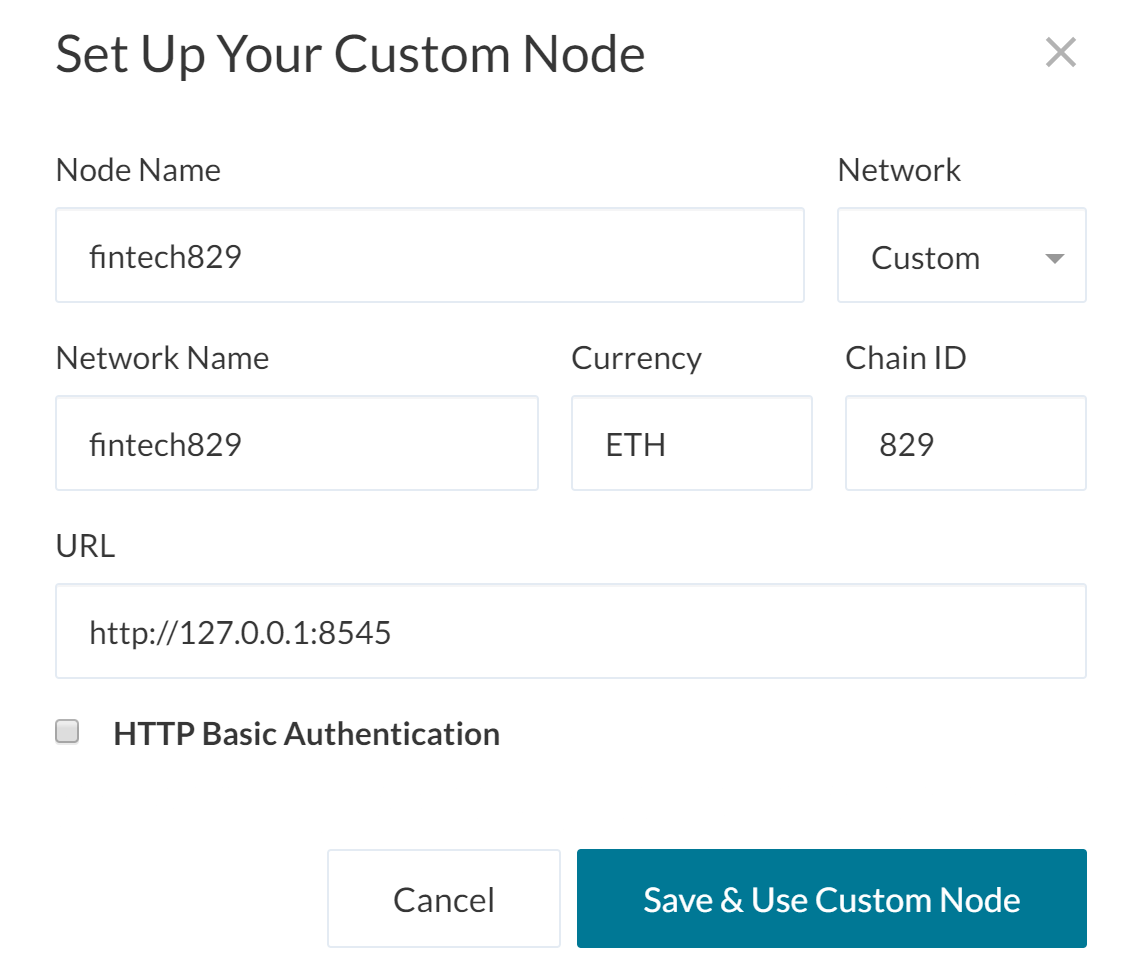 Set Up Your Custom Node
Node Name
Network
fintech829
Custom
Network Name
Currency
Chain ID
fintech829
ETH
829
URL
http://127.0.0.1:8545
HTTP Basic Authentication
Cancel
Save & Use Custom Node